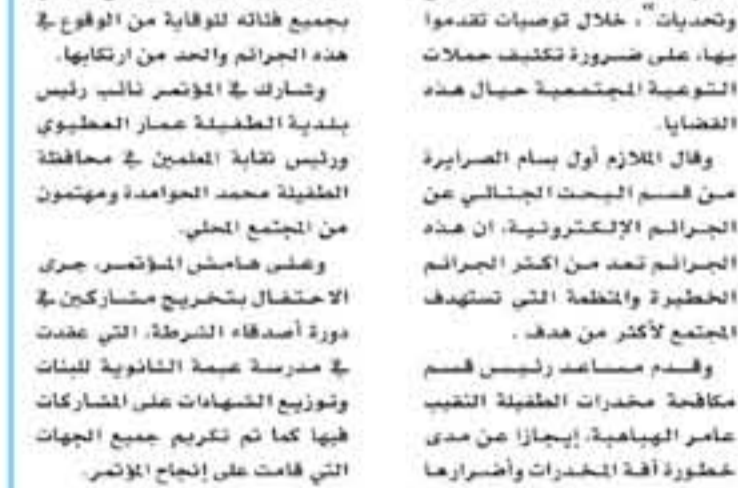 وتحديات"، خلال توصيات تقدموا
بها، على ضرورة تكثيف حملات
التوعية المجتمعية حيال هذه
القضايا.
وقال الملازم أول بسام الصرايرة
من قسم البحث الجنائي عن
الجرائم الإلكترونية، ان هذه
الجرائم تعد من اكثر الجرائم
الخطيرة والمنظمة التي تستهدف
المجتمع لأكثر من هدف .
وقدم مساعد رئيس قسم
مكافحة مخدرات الطفيلة النقيب
عامر الهباهبة، إيجازا عن مدى
خطورة آفة المخدرات وأضرارها
بجميع فئاته للوقاية من الوقوع في
هذه الجرائم والحد من ارتكابها.
وشارك في المؤتمر نائب رئيس
بلدية الطفيلة عمار العطيوي
ورئيس نقابة المعلمين في محافظة
الطفيلة محمد الحوامدة ومهتمون
من المجتمع المحلي.
وعلى هامش المؤتمر، جرى
الاحتفال بتخريج مشاركين في
دورة أصدقاء الشرطة، التي عقدت
في مدرسة عيمة الثانوية للبنات
وتوزيع الشهادات على المشاركات
فيها كما تم تكريم جميع الجهات
التي قامت على إنجاح المؤتمر.